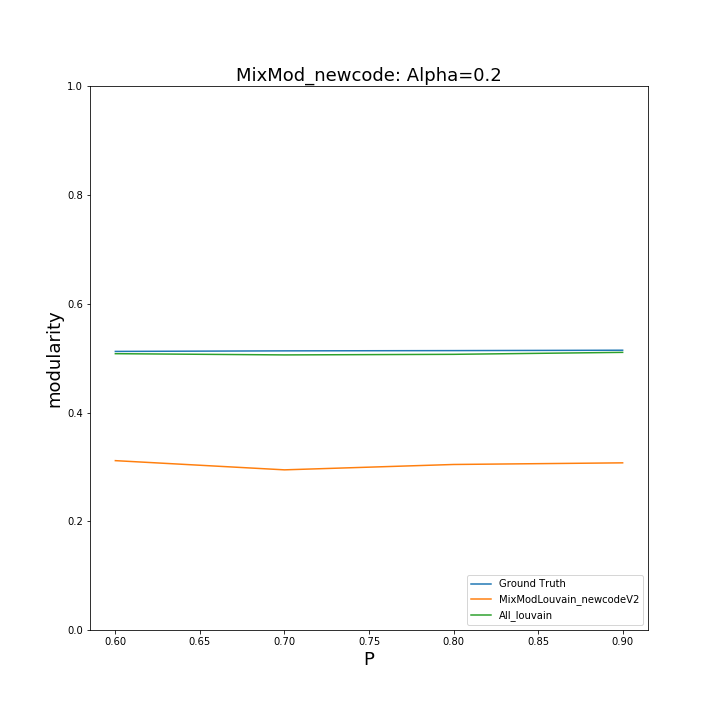 MixMod_newcode: Alpha=0.2
1.0
0.8
0.6
0.4
0.2
0.0
modularity
0.60 0.65 0.70 0.75 0.80 0.85 0.90
P
Ground Truth
MixModLouvain_newcodeV2
All_louvain